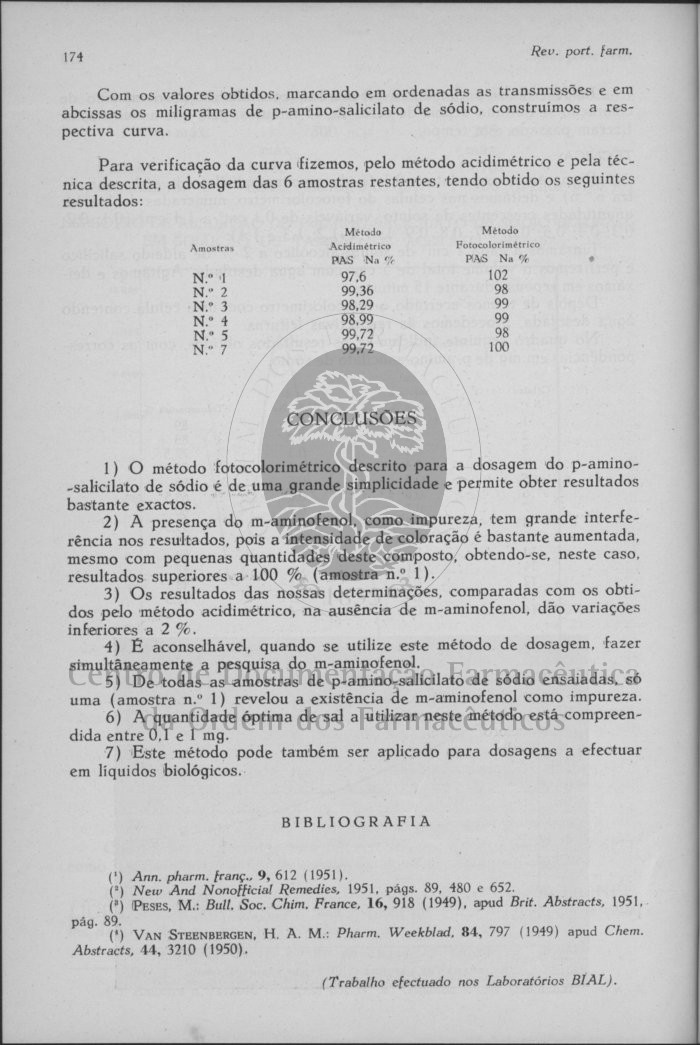 174
Rev. port. farm.
Com os valores obtidos, marcando em ordenadas as transmissões e em
abcissas os miligramas de p-amino-salicilato de sódio, construímos a res-
pectiva curva.
Para verificação da curva fizemos, pelo método acidimétrico e pela téc-
nica descrita, a dosagem das 6 amostras restantes, tendo obtido os seguintes
resultados:
Amostras Método Acidimétrico PAS Na % Método Fotocolorimétrico PAS Na %
N.º 1 97,6 102
N.º 2 99,36 98
N.º 3 98,29 99
N.º 4 98,99 99
N.º 5 99,72 98
N.º 7 99,72 100
CONCLUSÕES
1) O método fotocolorimétrico descrito para a dosagem do p-amino-
-salicilato de sódio é de uma grande simplicidade e permite obter resultados
bastante exactos.
2) A presença do m-aminofenol, como impureza, tem grande interfe-
rência nos resultados, pois a intensidade de coloração é bastante aumentada,
mesmo com pequenas quantidades deste composto, obtendo-se, neste caso,
resultados superiores a 100 % (amostra n.º 1).
3) Os resultados das nossas determinações, comparadas com os obti-
dos pelo método acidimétrico, na ausência de m-aminofenol, dão variações
inferiores a 2 %.
4) É aconselhável, quando se utilize este método de dosagem, fazer
simultâneamente a pesquisa do m-aminofenol.
Centro de Documentação Farmacêutica
5) De todas as amostras de p-amino-salicilato de sódio ensaiadas, só
uma (amostra n.º 1) revelou a existência de m-aminofenol como impureza.
da Ordem dos Farmacêuticos
6) A quantidade óptima de sal a utilizar neste método está compreen-
dida entre 0,1 e 1 mg.
7) Este método pode também ser aplicado para dosagens a efectuar
em líquidos biológicos.
BIBLIOGRAFIA
(¹) Ann. pharm. franç., 9, 612 (1951).
(²) New And Nonofficial Remedies, 1951, págs. 89, 480 e 652.
(³) PESES, M.: Bull. Soc. Chim. France, 16, 918 (1949), apud Brit. Abstracts, 1951,
pág. 89.
(⁴) VAN STEENBERGEN, H. A. M.: Pharm. Weekblad, 84, 797 (1949) apud Chem.
Abstracts, 44, 3210 (1950).
(Trabalho efectuado nos Laboratórios BIAL).